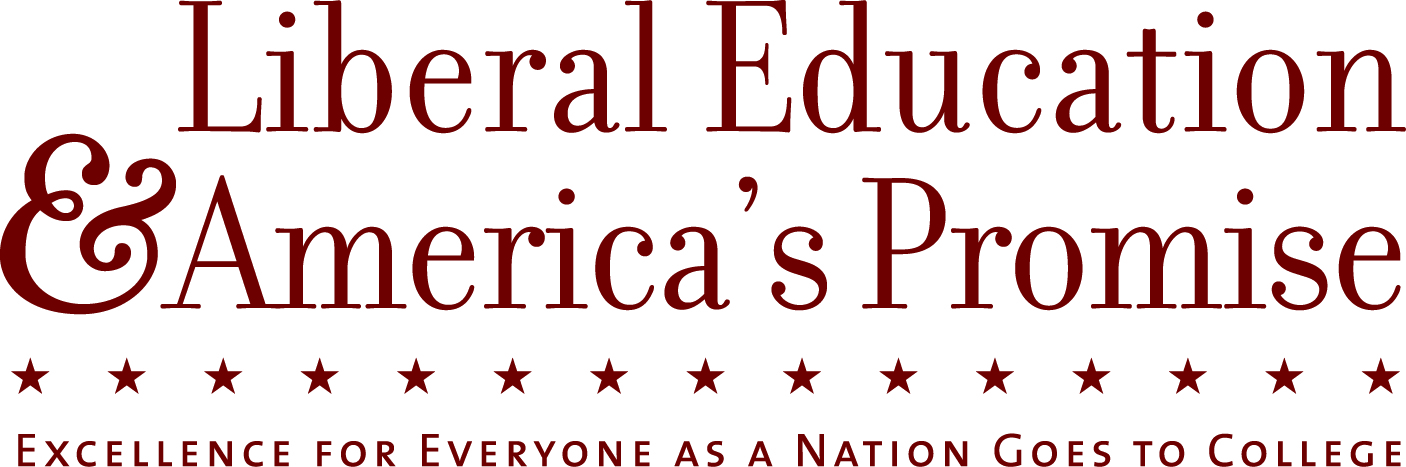 Liberal Education
& America’s Promise
Excellence for Everyone as a Nation Goes to College